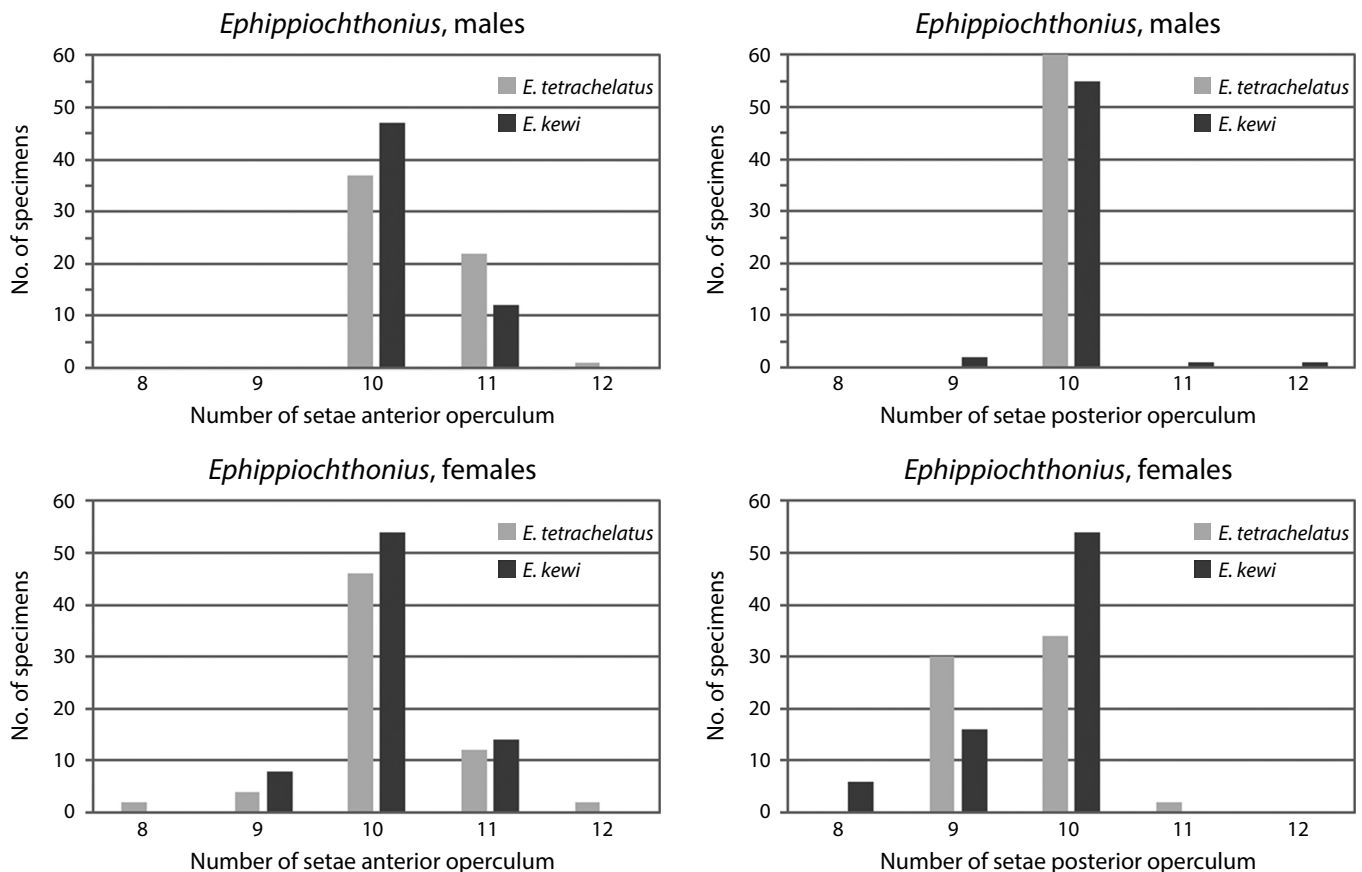 Ephippiochthonius, males
60
50
40
30
20
10
0
No. of specimens
E. tetrachelatus
E. kewi
8 9 10 11 12
Number of setae anterior operculum
Ephippiochthonius, males
60
50
40
30
20
10
0
No. of specimens
E. tetrachelatus
E. kewi
8 9 10 11 12
Number of setae posterior operculum
Ephippiochthonius, females
60
50
40
30
20
10
0
No. of specimens
E. tetrachelatus
E. kewi
8 9 10 11 12
Number of setae anterior operculum
Ephippiochthonius, females
60
50
40
30
20
10
0
No. of specimens
E. tetrachelatus
E. kewi
8 9 10 11 12
Number of setae posterior operculum